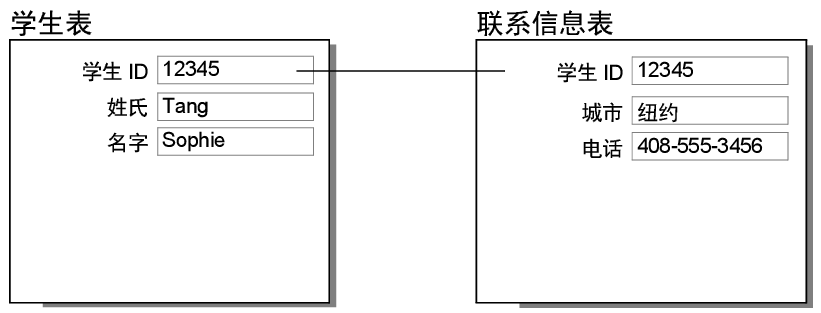 学生表
学生 ID 12345
姓氏 Tang
名字 Sophie
联系信息表
学生 ID 12345
城市 纽约
电话 408-555-3456